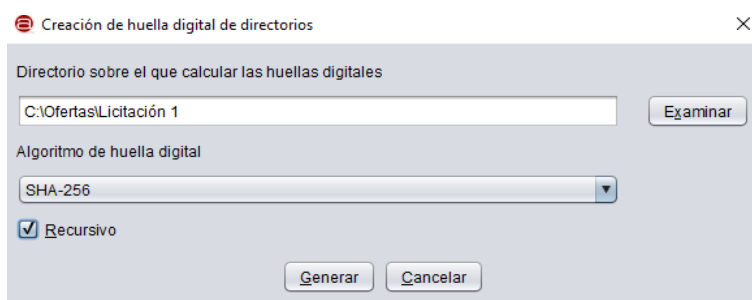 Creación de huella digital de directorios
Directorio sobre el que calcular las huellas digitales
C:\Ofertas\Licitación 1
Examinar
Algoritmo de huella digital
SHA-256
Recursivo
Generar Cancelar